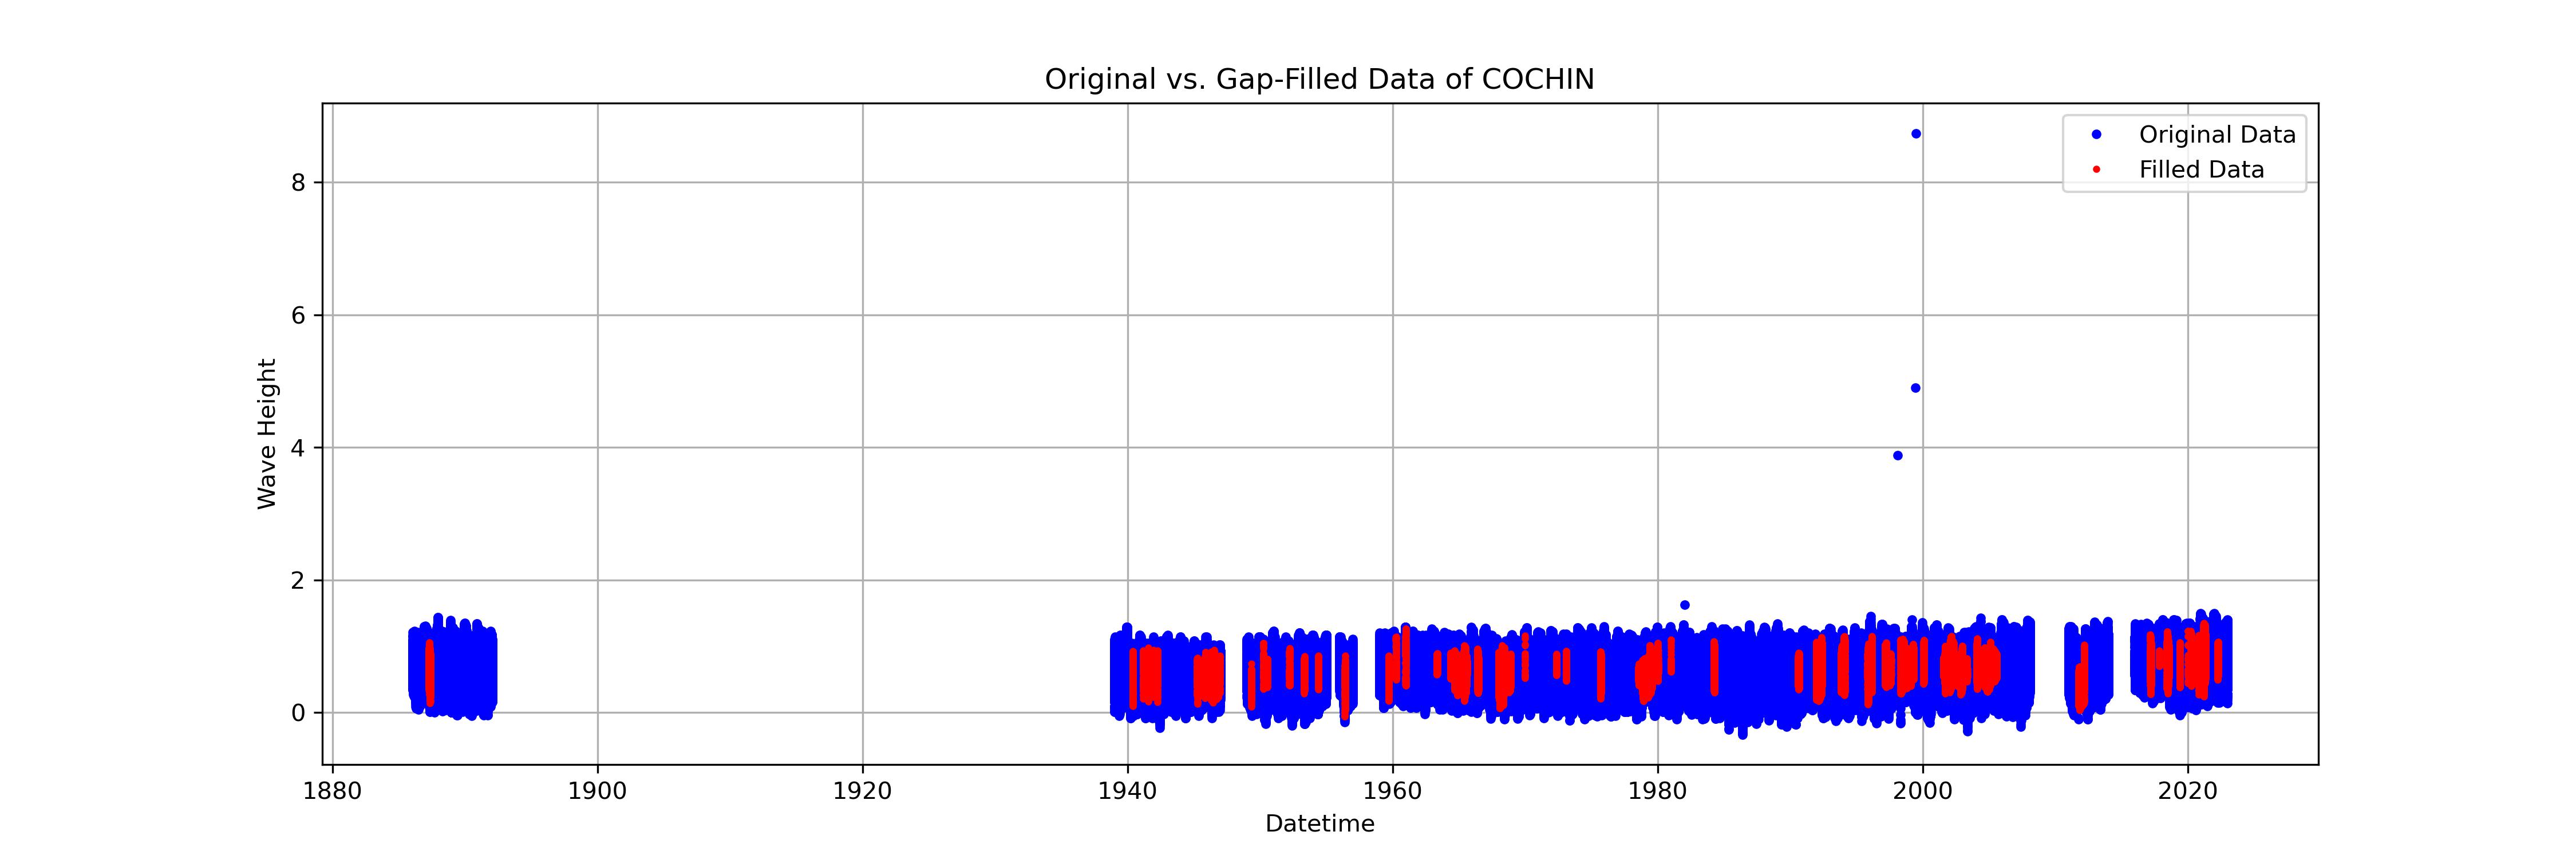 Original vs. Gap-Filled Data of COCHIN
Original Data
Filled Data
Wave Height
8
6
4
2
0
1880 1900 1920 1940 1960 1980 2000 2020
Datetime